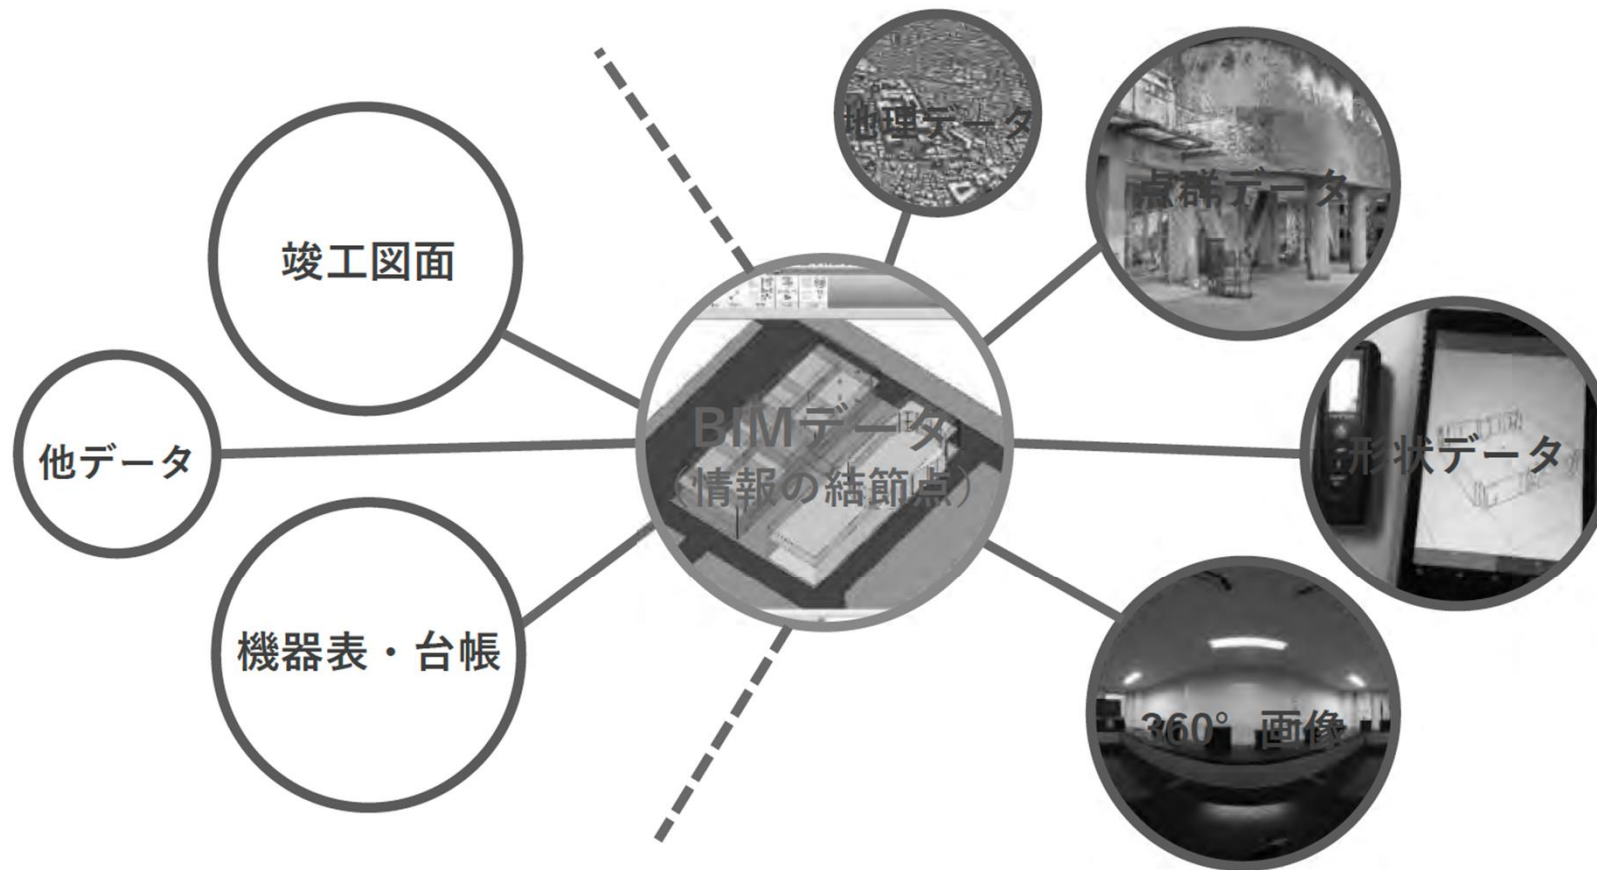 地理データ
点群データ
竣工図面
BIMデータ
（情報の結節点）
他データ
形状データ
機器表・台帳
360° 画像